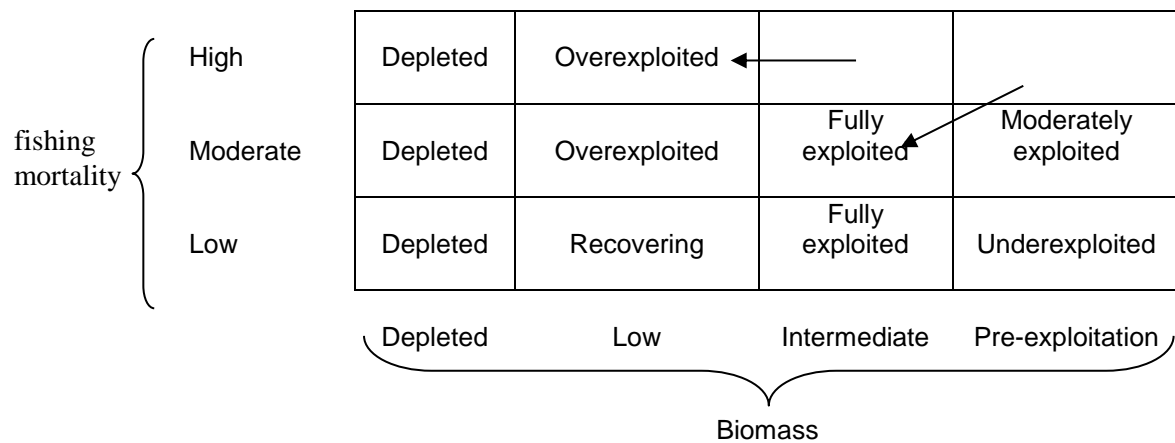 High Depleted Overexploited
fishing
mortality
Moderate Depleted Overexploited Fully
exploited Moderately
exploited
Low Depleted Recovering Fully
exploited Underexploited
Depleted Low Intermediate Pre-exploitation
Biomass